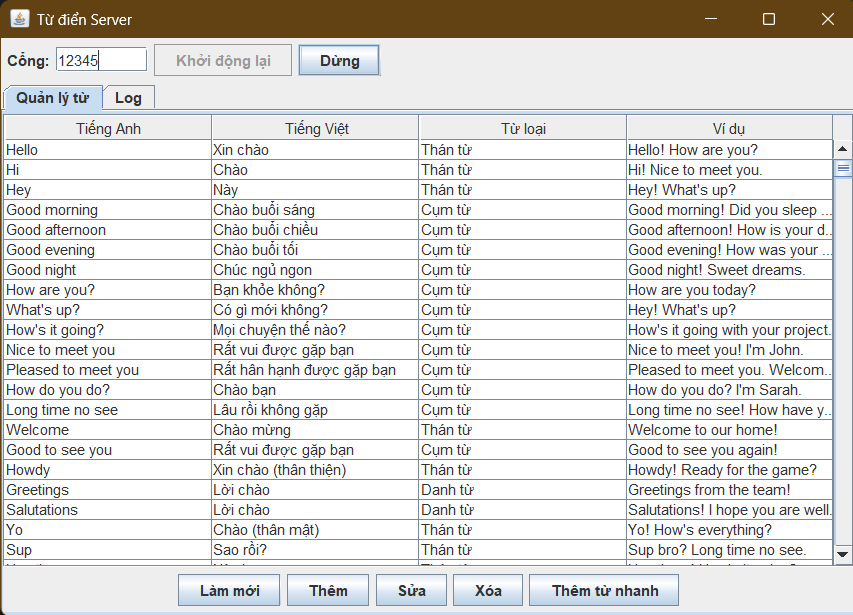 Từ điển Server
Cổng: 12345 Khởi động lại Dừng
Quản lý từ Log
Tiếng Anh Tiếng Việt Từ loại Ví dụ
Hello Xin chào Thán từ Hello! How are you?
Hi Chào Thán từ Hi! Nice to meet you.
Hey Này Thán từ Hey! What's up?
Good morning Chào buổi sáng Cụm từ Good morning! Did you sleep ...
Good afternoon Chào buổi chiều Cụm từ Good afternoon! How is your d...
Good evening Chào buổi tối Cụm từ Good evening! How was your ...
Good night Chúc ngủ ngon Cụm từ Good night! Sweet dreams.
How are you? Bạn khỏe không? Cụm từ How are you today?
What's up? Có gì mới không? Cụm từ Hey! What's up?
How's it going? Mọi chuyện thế nào? Cụm từ How's it going with your project...
Nice to meet you Rất vui được gặp bạn Cụm từ Nice to meet you! I'm John.
Pleased to meet you Rất hân hạnh được gặp bạn Cụm từ Pleased to meet you. Welcom...
How do you do? Chào bạn Cụm từ How do you do? I'm Sarah.
Long time no see Lâu rồi không gặp Cụm từ Long time no see! How have y...
Welcome Chào mừng Thán từ Welcome to our home!
Good to see you Rất vui được gặp bạn Cụm từ Good to see you again!
Howdy Xin chào (thân thiện) Thán từ Howdy! Ready for the game?
Greetings Lời chào Danh từ Greetings from the team!
Salutations Lời chào Danh từ Salutations! I hope you are well.
Yo Chào (thân mật) Thán từ Yo! How's everything?
Sup Sao rồi? Thán từ Sup bro? Long time no see.
Làm mới Thêm Sửa Xóa Thêm từ nhanh